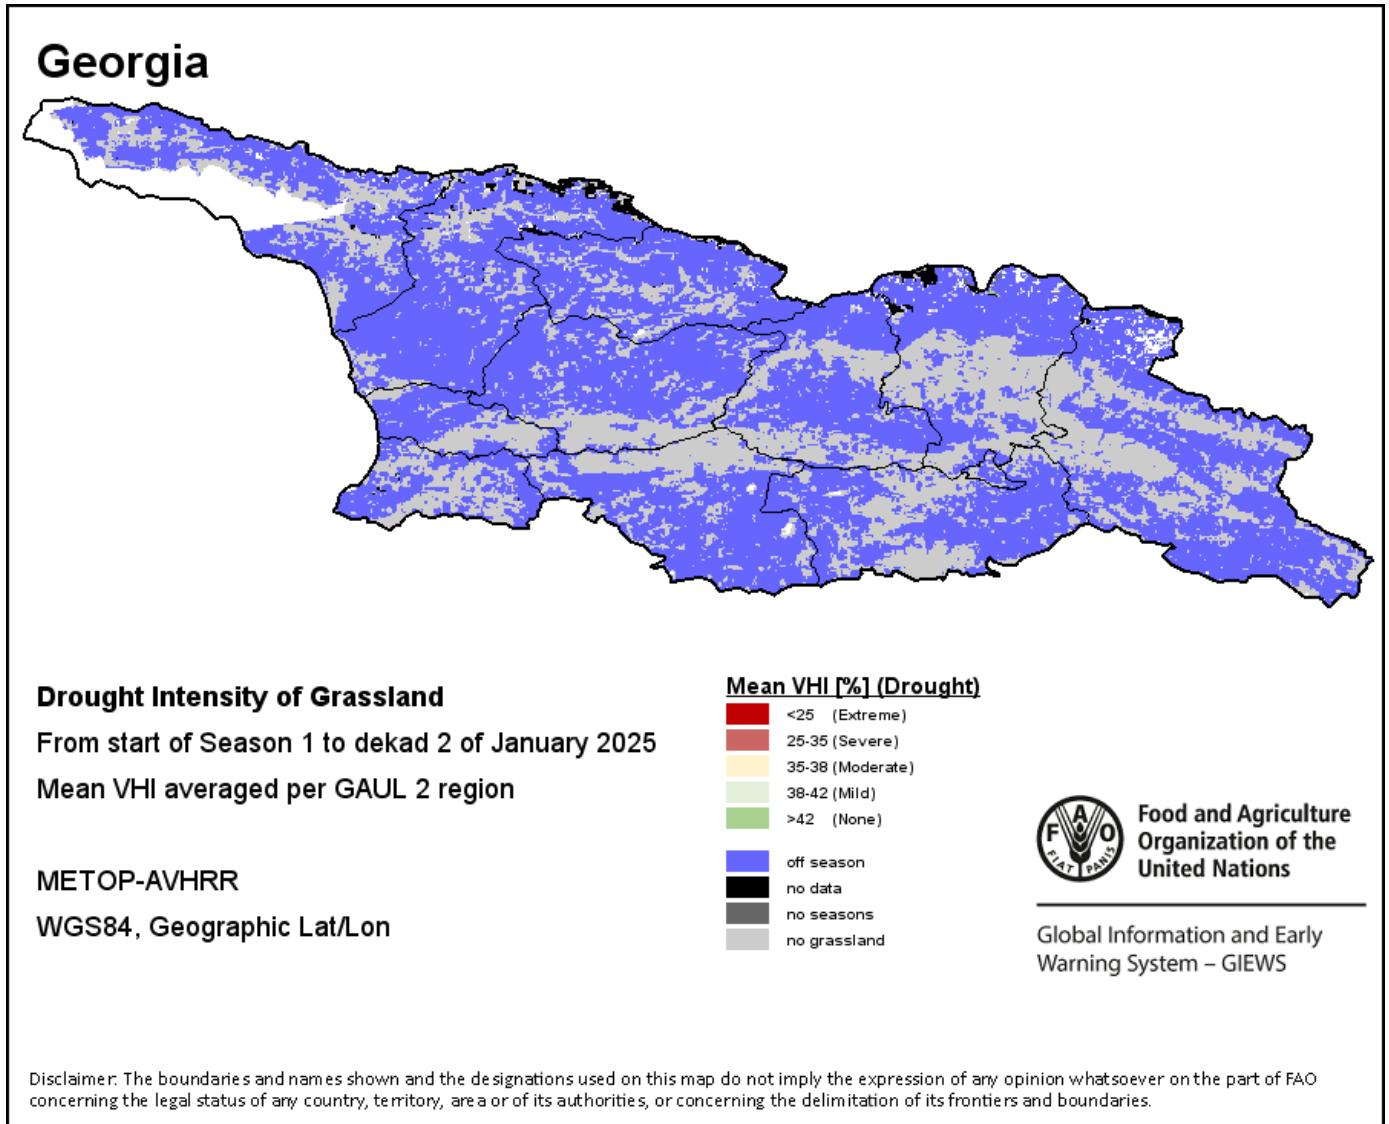 Georgia
Drought Intensity of Grassland
From start of Season 1 to dekad 2 of January 2025
Mean VHI averaged per GAUL 2 region
METOP-AVHRR
WGS84, Geographic Lat/Lon
Mean VHI [%] (Drought)
<25 (Extreme)
25-35 (Severe)
35-38 (Moderate)
38-42 (Mild)
>42 (None)
off season
no data
no seasons
no grassland
F A O
FIAT PANIS
Food and Agriculture
Organization of the
United Nations
Global Information and Early
Warning System – GIEWS
Disclaimer: The boundaries and names shown and the designations used on this map do not imply the expression of any opinion whatsoever on the part of FAO
concerning the legal status of any country, territory, area or of its authorities, or concerning the delimitation of its frontiers and boundaries.